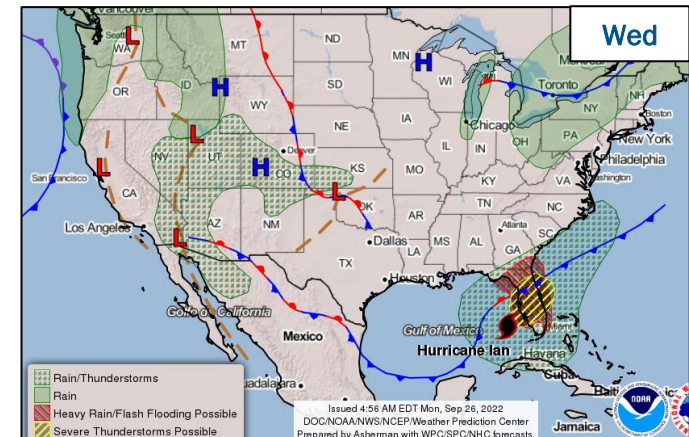 Vancouver
Wed
Seattle
WA
MT
ND
MN
Montreal
OR
ID
SD
WI
MI
Toronto
NH
WY
NY
Boston
IA
Chicago
NE
PA
New York
IL
IN
OH
Philadelphia
NV
UT
Denver
CO
KS
MO
KY
VA
Washington
San Francisco
CA
OK
TN
NC
AZ
NM
AR
SC
Los Angeles
Dallas
MS
AL
Atlanta
GA
TX
LA
Houston
Golfo de California
Mexico
Gulf of Mexico
Miami
Hurricane Ian
Havana
Cuba
H
H
H
L
L
L
L
L
Rain/Thunderstorms
Rain
Heavy Rain/Flash Flooding Possible
Severe Thunderstorms Possible
Issued 4:56 AM EDT Mon, Sep 26, 2022
DOC/NOAA/NWS/NCEP/Weather Prediction Center
Prepared by Asherman with WPC/SPC/NHC forecasts
Jamaica
NOAA